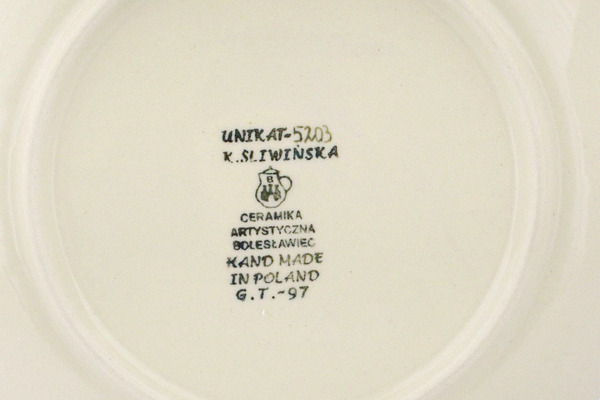 UNIKAT-5203
K.SLIWIŃSKA
B
CERAMIKA
ARTYSTYCZNA
BOLESŁAWIEC
HAND MADE
IN POLAND
G.T.-97